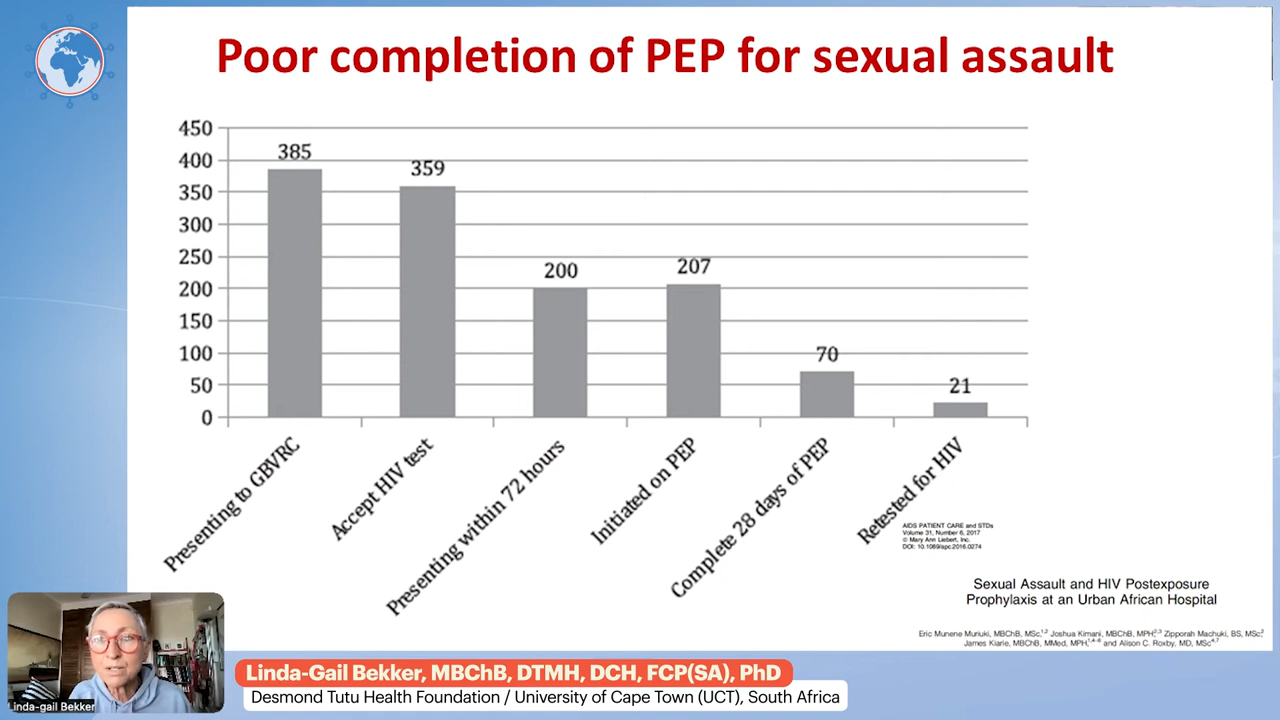 Poor completion of PEP for sexual assault
450
400
350
300
250
200
150
100
50
0
385
359
200
207
70
21
Presenting to GBVRC
Accept HIV test
Presenting within 72 hours
Initiated on PEP
Complete 28 days of PEP
Retested for HIV
AIDS PATIENT CARE and STDs
Volume 31, Number 6, 2017
© Mary Ann Liebert, Inc.
DOI: 10.1089/apc.2016.0274
Sexual Assault and HIV Postexposure
Prophylaxis at an Urban African Hospital
Eric Munene Muriuki, MBChB, MSc,1,2 Joshua Kimani, MBChB, MPH,2,3 Zipporah Machuki, BS, MSc,2
James Kiarie, MBChB, MMed, MPH,1,4–6 and Alison C. Roxby, MD, MSc4,7
Linda-Gail Bekker, MBChB, DTMH, DCH, FCP(SA), PhD
Desmond Tutu Health Foundation / University of Cape Town (UCT), South Africa
Linda-gail Bekker